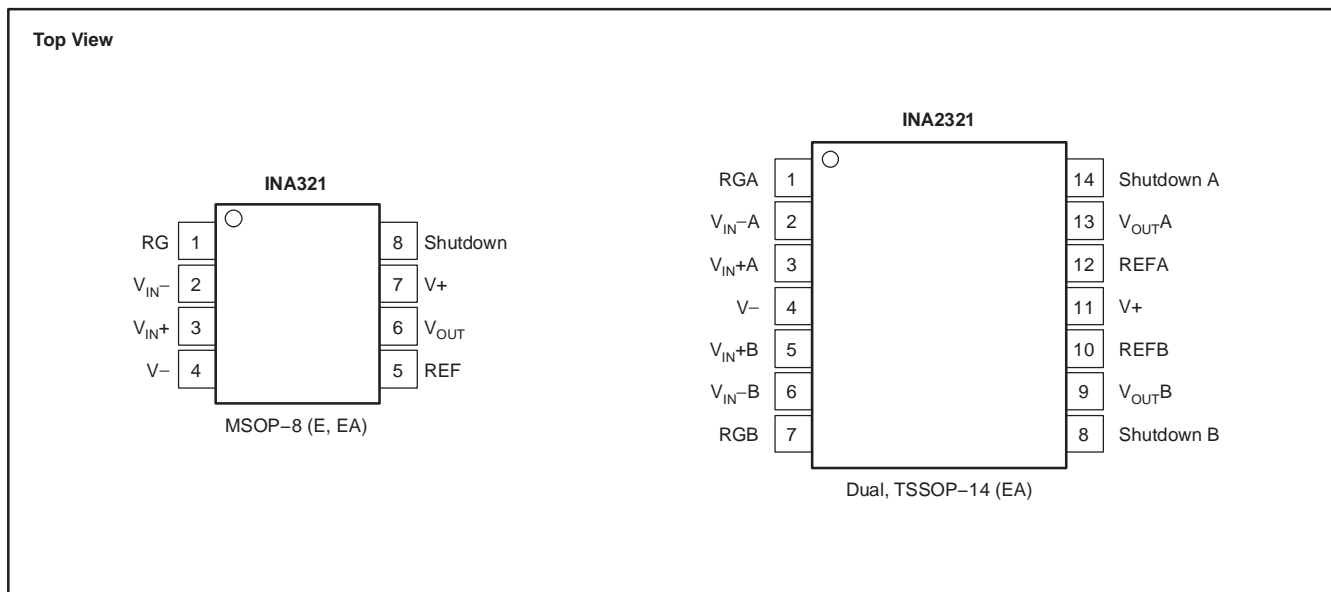 Top View
INA321
RG 1
V_IN− 2
V_IN+ 3
V− 4
8 Shutdown
7 V+
6 V_OUT
5 REF
MSOP−8 (E, EA)
INA2321
RGA 1
V_IN−A 2
V_IN+A 3
V− 4
V_IN+B 5
V_IN−B 6
RGB 7
14 Shutdown A
13 V_OUTA
12 REFA
11 V+
10 REFB
9 V_OUTB
8 Shutdown B
Dual, TSSOP−14 (EA)